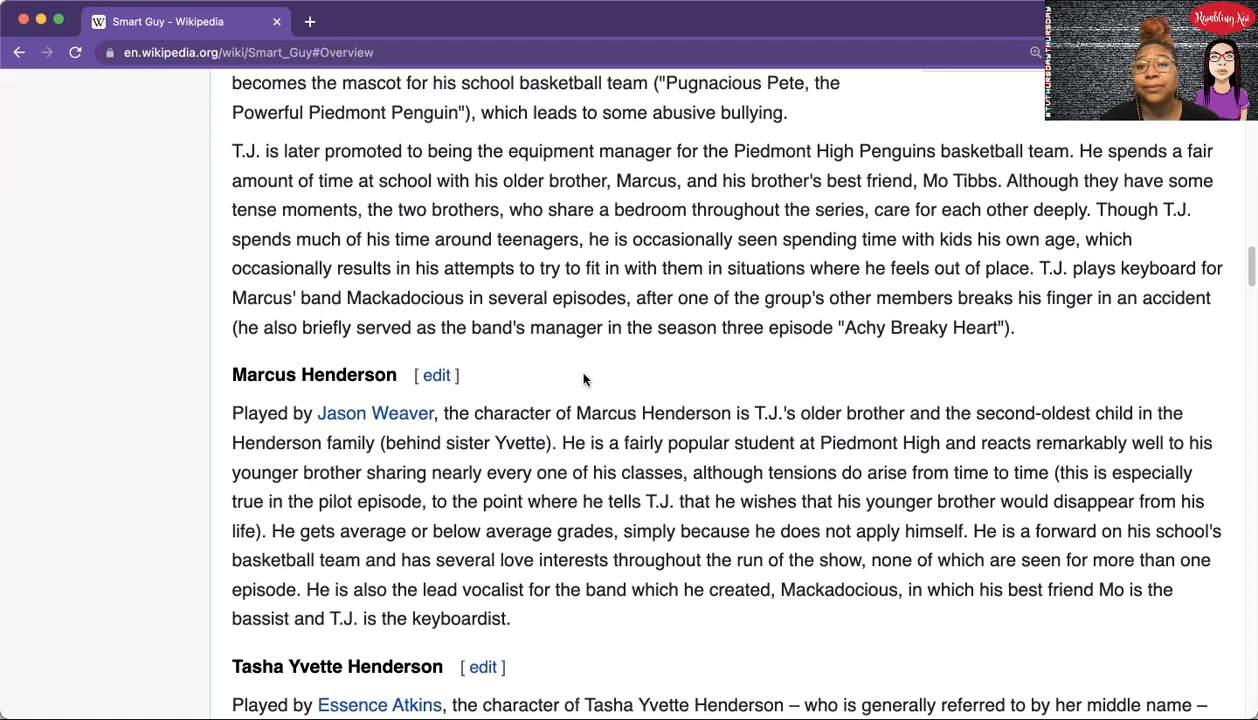 Smart Guy - Wikipedia
en.wikipedia.org/wiki/Smart_Guy#Overview
Rambling Kai
becomes the mascot for his school basketball team ("Pugnacious Pete, the
Powerful Piedmont Penguin"), which leads to some abusive bullying.
T.J. is later promoted to being the equipment manager for the Piedmont High Penguins basketball team. He spends a fair
amount of time at school with his older brother, Marcus, and his brother's best friend, Mo Tibbs. Although they have some
tense moments, the two brothers, who share a bedroom throughout the series, care for each other deeply. Though T.J.
spends much of his time around teenagers, he is occasionally seen spending time with kids his own age, which
occasionally results in his attempts to try to fit in with them in situations where he feels out of place. T.J. plays keyboard for
Marcus' band Mackadocious in several episodes, after one of the group's other members breaks his finger in an accident
(he also briefly served as the band's manager in the season three episode "Achy Breaky Heart").
Marcus Henderson [ edit ]
Played by Jason Weaver, the character of Marcus Henderson is T.J.'s older brother and the second-oldest child in the
Henderson family (behind sister Yvette). He is a fairly popular student at Piedmont High and reacts remarkably well to his
younger brother sharing nearly every one of his classes, although tensions do arise from time to time (this is especially
true in the pilot episode, to the point where he tells T.J. that he wishes that his younger brother would disappear from his
life). He gets average or below average grades, simply because he does not apply himself. He is a forward on his school's
basketball team and has several love interests throughout the run of the show, none of which are seen for more than one
episode. He is also the lead vocalist for the band which he created, Mackadocious, in which his best friend Mo is the
bassist and T.J. is the keyboardist.
Tasha Yvette Henderson [ edit ]
Played by Essence Atkins, the character of Tasha Yvette Henderson – who is generally referred to by her middle name –